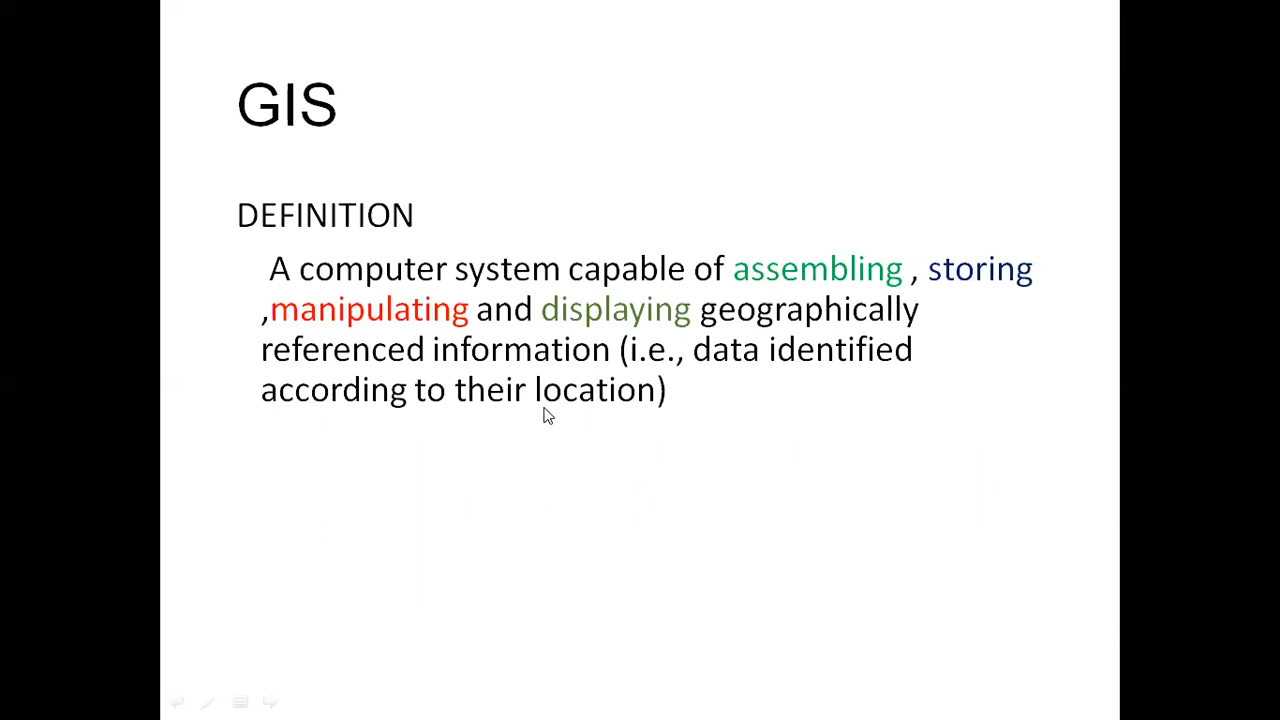 GIS
DEFINITION
A computer system capable of assembling , storing
,manipulating and displaying geographically
referenced information (i.e., data identified
according to their location)